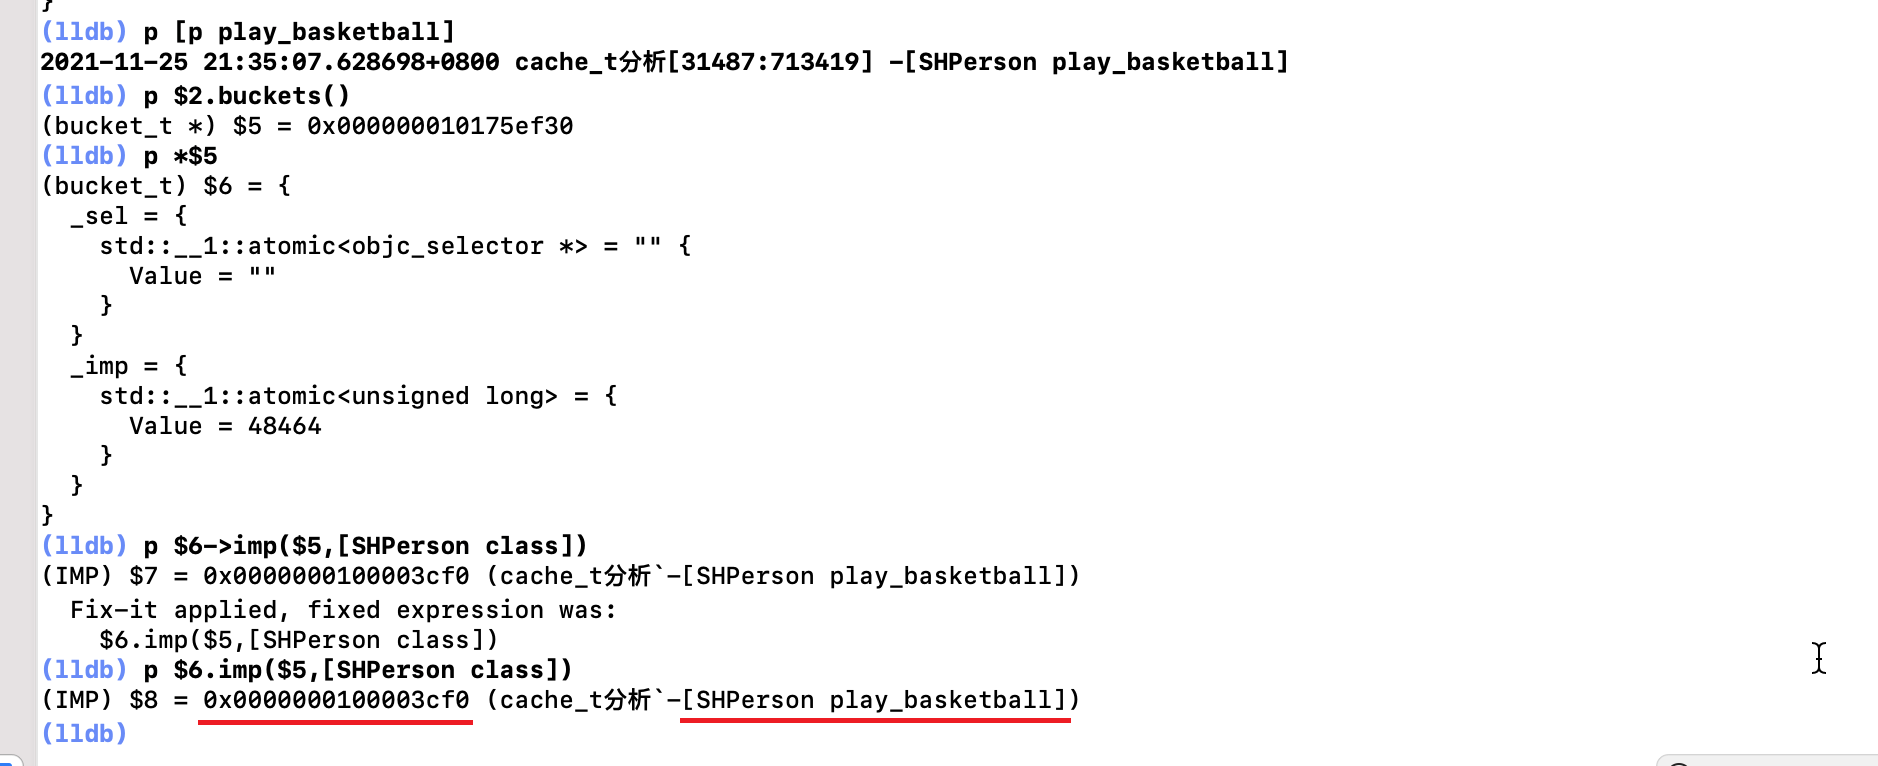 }
(lldb) p [p play_basketball]
2021-11-25 21:35:07.628698+0800 cache_t分析[31487:713419] -[SHPerson play_basketball]
(lldb) p $2.buckets()
(bucket_t *) $5 = 0x000000010175ef30
(lldb) p *$5
(bucket_t) $6 = {
  _sel = {
    std::__1::atomic<objc_selector *> = "" {
      Value = ""
    }
  }
  _imp = {
    std::__1::atomic<unsigned long> = {
      Value = 48464
    }
  }
}
(lldb) p $6->imp($5,[SHPerson class])
(IMP) $7 = 0x0000000100003cf0 (cache_t分析`-[SHPerson play_basketball])
  Fix-it applied, fixed expression was:
    $6.imp($5,[SHPerson class])
(lldb) p $6.imp($5,[SHPerson class])
(IMP) $8 = 0x0000000100003cf0 (cache_t分析`-[SHPerson play_basketball])
(lldb)